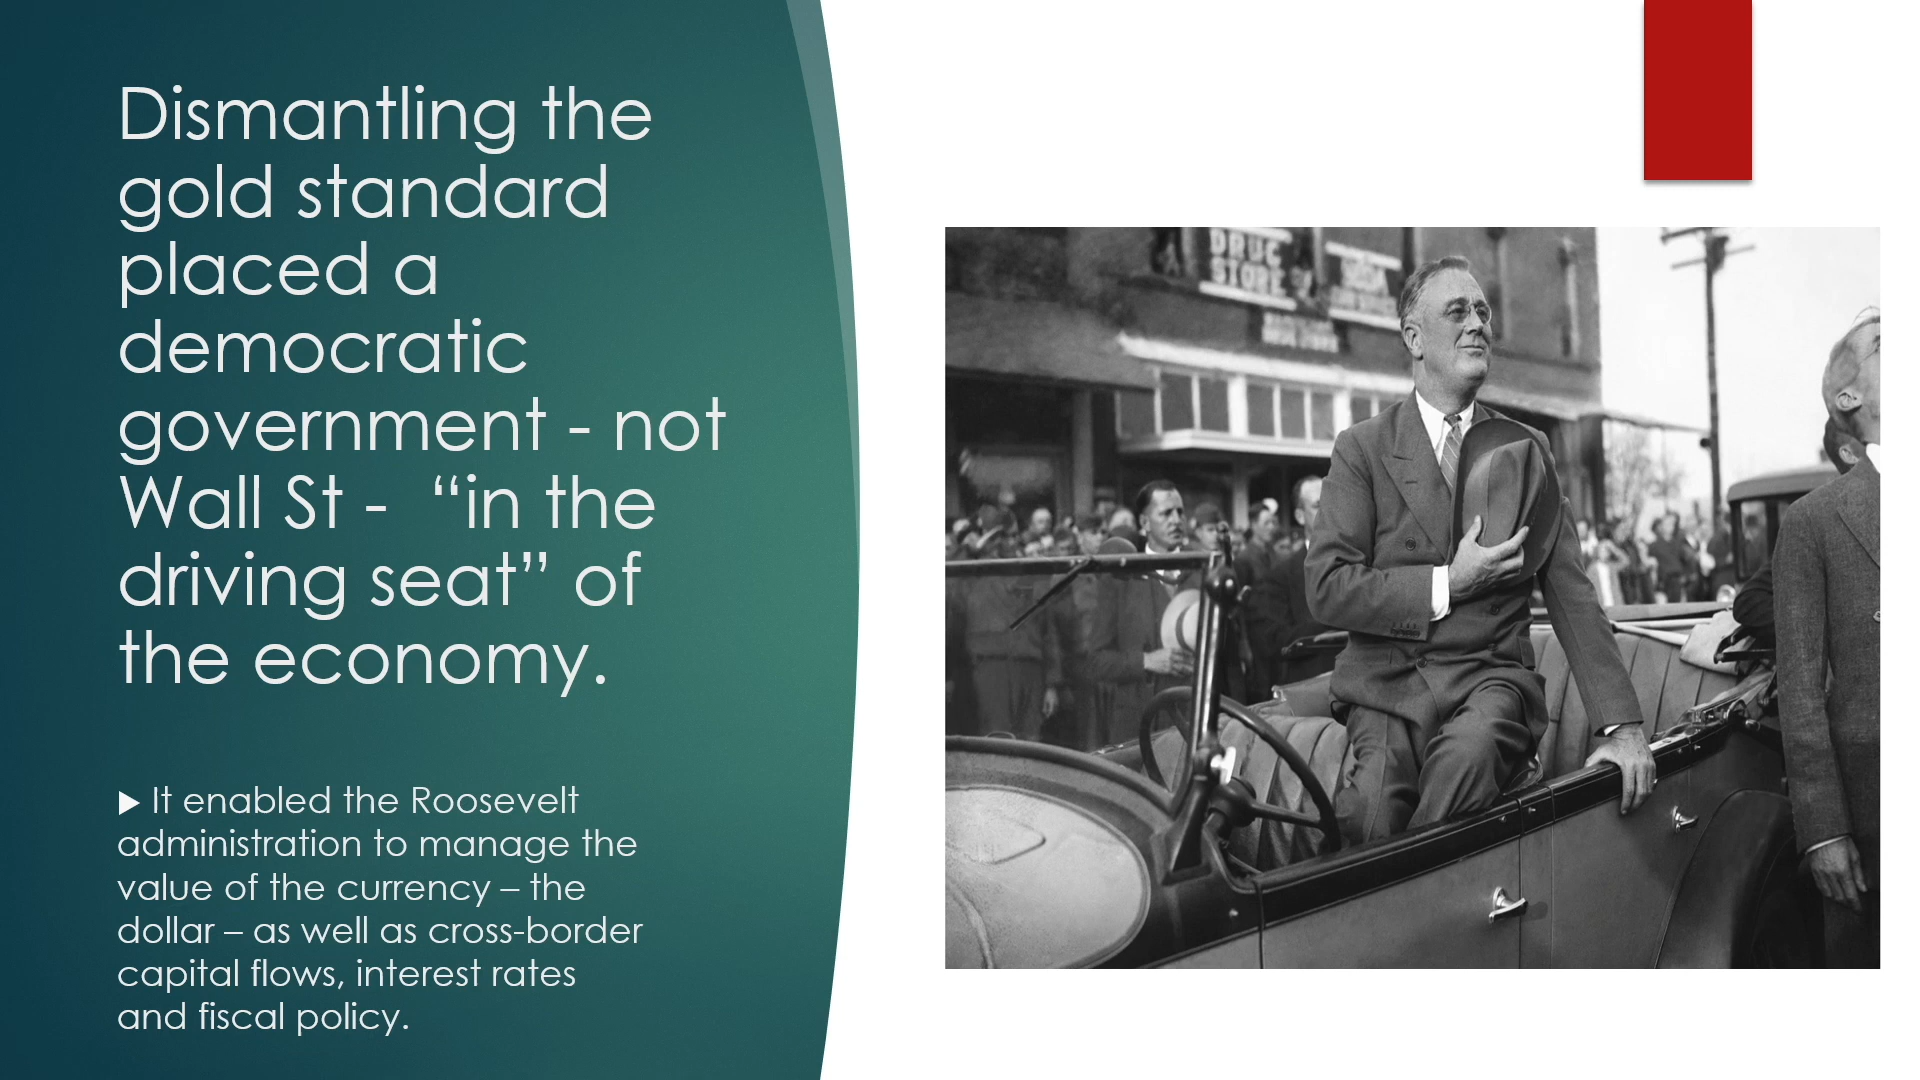 Dismantling the
gold standard
placed a
democratic
government - not
Wall St -  “in the
driving seat” of
the economy.
▶ It enabled the Roosevelt
administration to manage the
value of the currency – the
dollar – as well as cross-border
capital flows, interest rates
and fiscal policy.
DRUG
STORE